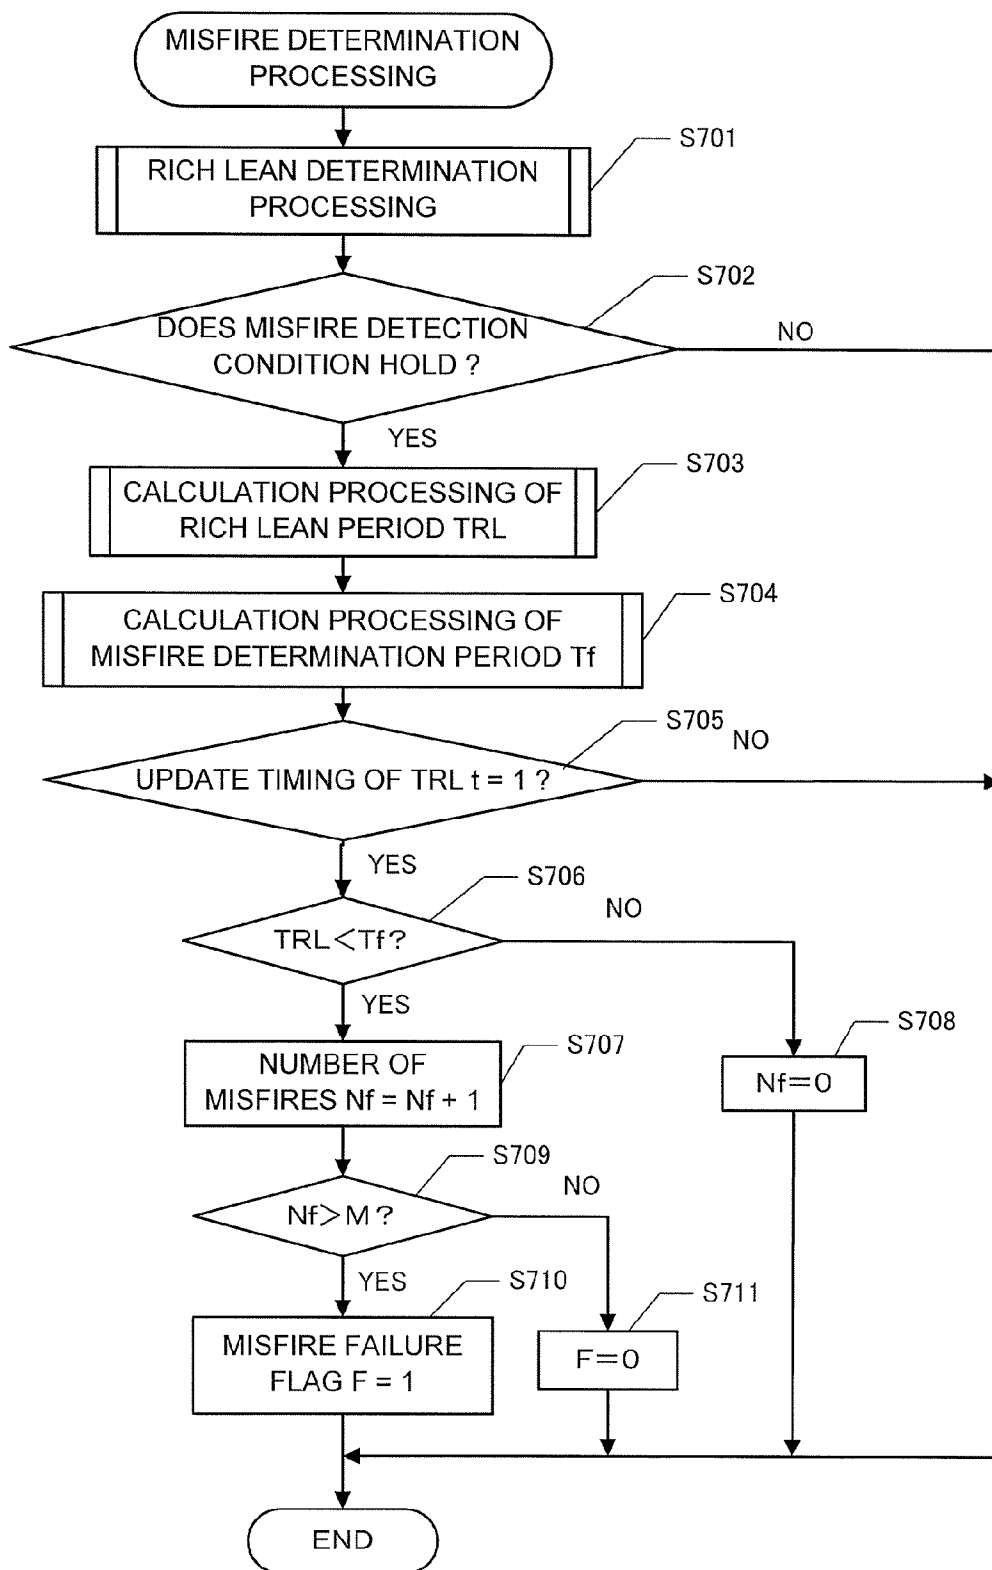 MISFIRE DETERMINATION
PROCESSING
S701
RICH LEAN DETERMINATION
PROCESSING
S702
DOES MISFIRE DETECTION
CONDITION HOLD ?
NO
YES
S703
CALCULATION PROCESSING OF
RICH LEAN PERIOD TRL
S704
CALCULATION PROCESSING OF
MISFIRE DETERMINATION PERIOD Tf
S705
NO
UPDATE TIMING OF TRL t = 1 ?
YES
S706
NO
TRL<Tf?
YES
S707
NUMBER OF
MISFIRES Nf = Nf + 1
S708
Nf=0
S709
NO
Nf>M?
YES
S710
MISFIRE FAILURE
FLAG F = 1
S711
F=0
END